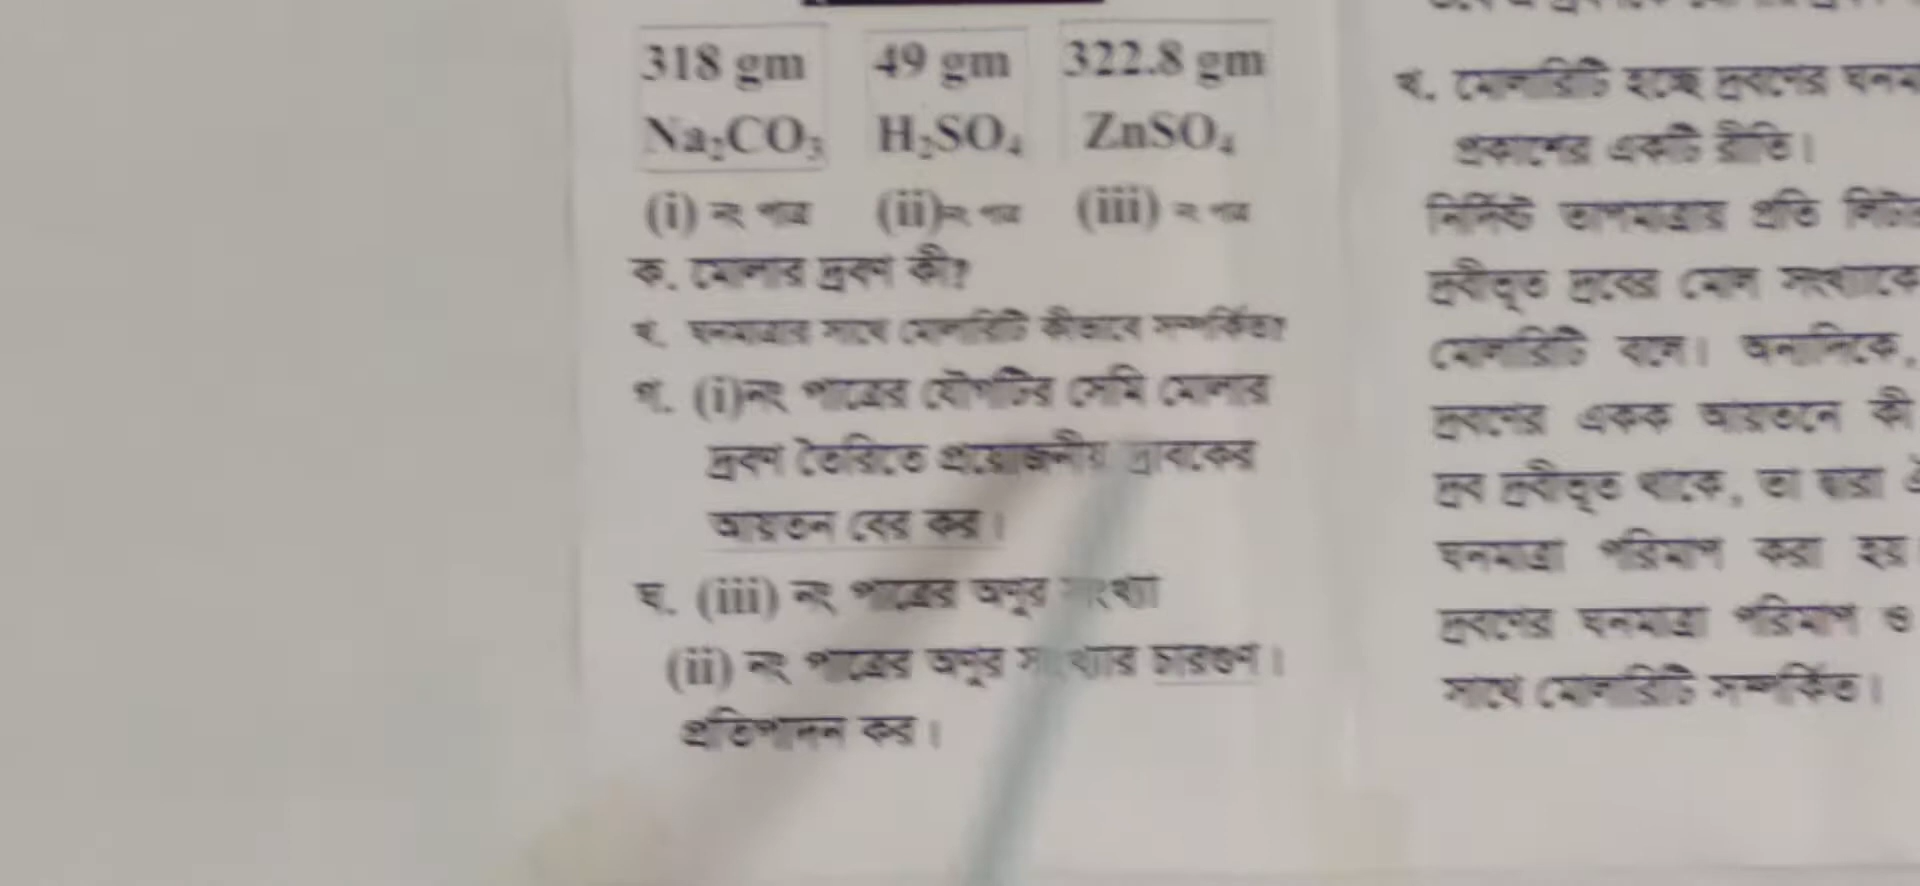 318 gm
Na₂CO₃
49 gm
H₂SO₄
322.8 gm
ZnSO₄
(i) নং পাত্র
(ii) নং পাত্র
(iii) নং পাত্র
ক. মোলার দ্রবণ কী?
খ. ঘনমাত্রার সাথে মোলারিটি কীভাবে সম্পর্কিত?
গ. (i)নং পাত্রের যৌগটির সেমি মোলার
দ্রবণ তৈরিতে প্রয়োজনীয় দ্রাবকের
আয়তন বের কর।
ঘ. (iii) নং পাত্রের অণুর সংখ্যা
(ii) নং পাত্রের অণুর সংখ্যার চারগুণ।
প্রতিপাদন কর।
খ. মোলারিটি হচ্ছে দ্রবণের
প্রকাশের একটি রীতি।
নির্দিষ্ট তাপমাত্রায় প্রতি লিটার
দ্রবীভূত দ্রবের মোল সংখ্যাকে
মোলারিটি বলে। অন্যদিকে,
দ্রবণের একক আয়তনে কী
দ্রব দ্রবীভূত থাকে, তা দ্বারা
ঘনমাত্রা পরিমাপ করা হয়।
দ্রবণের ঘনমাত্রা পরিমাপ ও
সাথে মোলারিটি সম্পর্কিত।